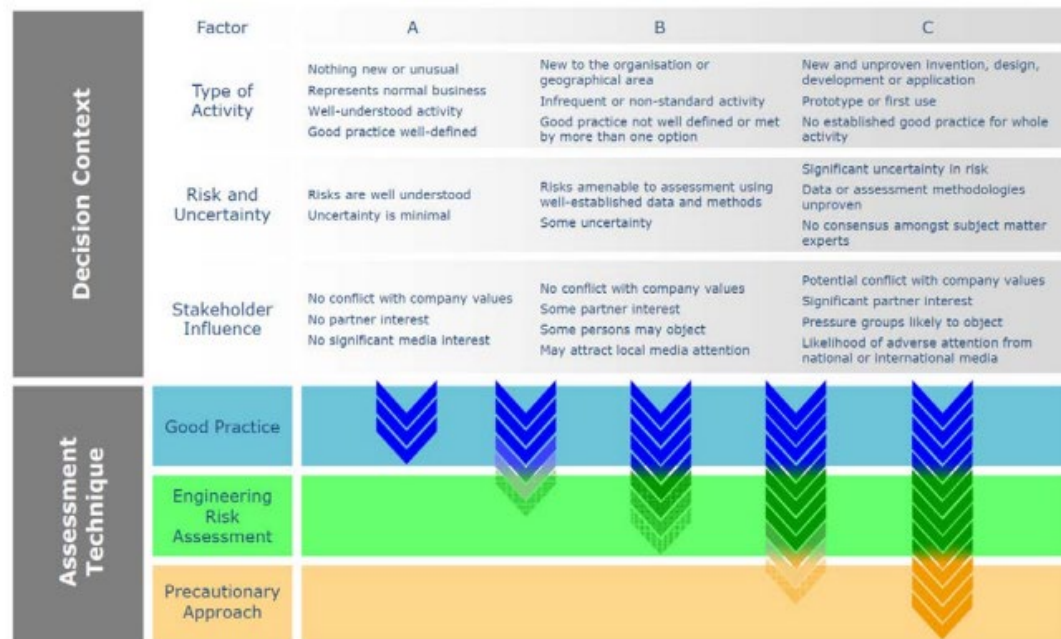 Decision Context
Factor
A
B
C
Type of
Activity
Nothing new or unusual
Represents normal business
Well-understood activity
Good practice well-defined
New to the organisation or
geographical area
Infrequent or non-standard activity
Good practice not well defined or met
by more than one option
New and unproven invention, design,
development or application
Prototype or first use
No established good practice for whole
activity
Risk and
Uncertainty
Risks are well understood
Uncertainty is minimal
Risks amenable to assessment using
well-established data and methods
Some uncertainty
Significant uncertainty in risk
Data or assessment methodologies
unproven
No consensus amongst subject matter
experts
Stakeholder
Influence
No conflict with company values
No partner interest
No significant media interest
No conflict with company values
Some partner interest
Some persons may object
May attract local media attention
Potential conflict with company values
Significant partner interest
Pressure groups likely to object
Likelihood of adverse attention from
national or international media
Assessment
Technique
Good Practice
Engineering
Risk
Assessment
Precautionary
Approach